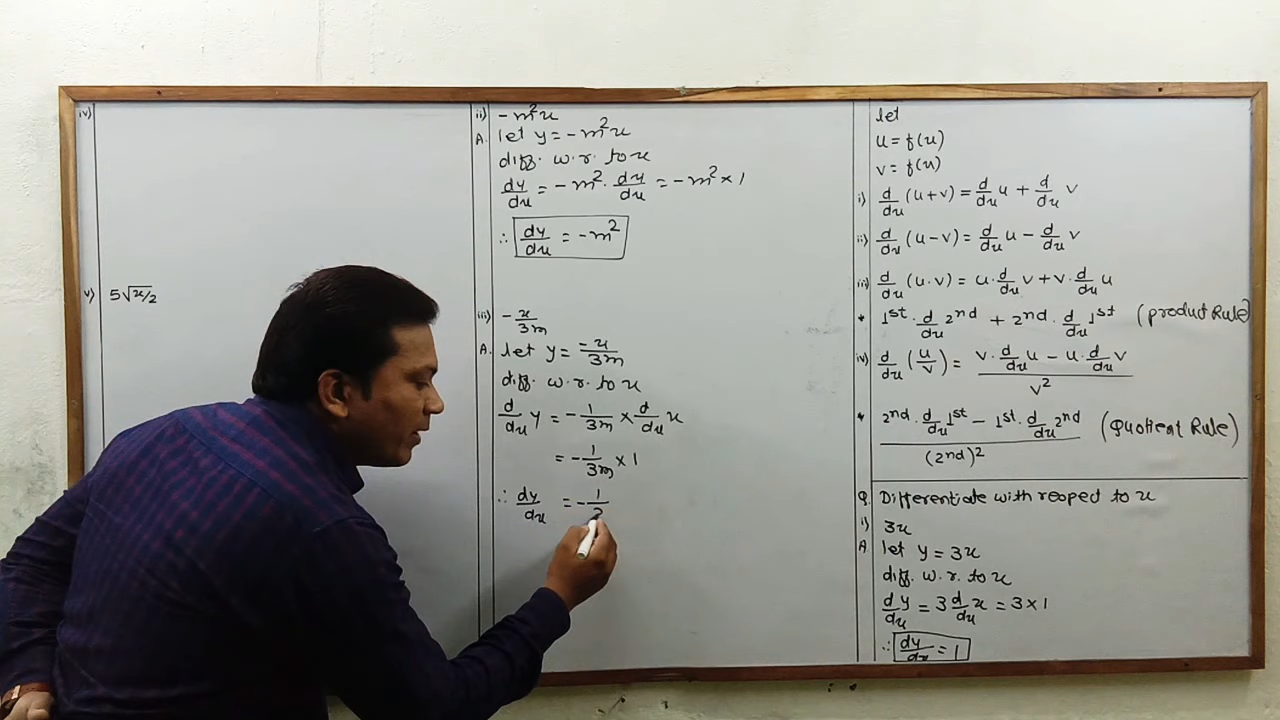 iv)
v) 5√x/2
ii) -m²x
A. let y = -m²x
diff. w.r. to x
dy/dx = -m² · dx/dx = -m² × 1
∴ dy/dx = -m²
iii) -x/3m
A. let y = -x/3m
diff. w.r. to x
d/dx y = -1/3m × d/dx x
= -1/3m × 1
∴ dy/dx = -1/3
let
u = f(x)
v = f(x)
i) d/dx (u+v) = d/dx u + d/dx v
ii) d/dx (u-v) = d/dx u - d/dx v
iii) d/dx (u·v) = u· d/dx v + v· d/dx u
* 1st · d/dx 2nd + 2nd · d/dx 1st (product Rule)
iv) d/dx (u/v) = (v· d/dx u - u· d/dx v)/v²
* (2nd · d/dx 1st - 1st · d/dx 2nd)/(2nd)² (Quotient Rule)
Q. Differentiate with respect to x
i) 3x
A. let y = 3x
diff. w.r. to x
d/dx y = 3 d/dx x = 3 × 1
∴ dy/dx = 1